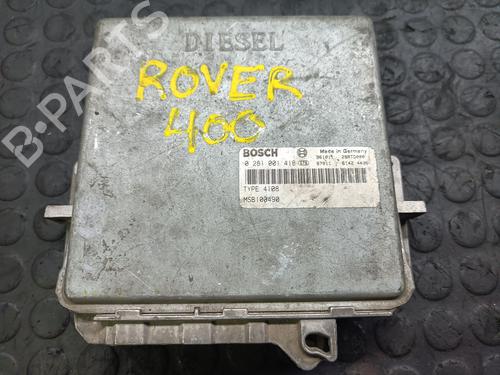 DIESEL
ROVER
400
BOSCH
Made in Germany
0 281 001 418
TYPE 4108
MSB100490
B-PARTS